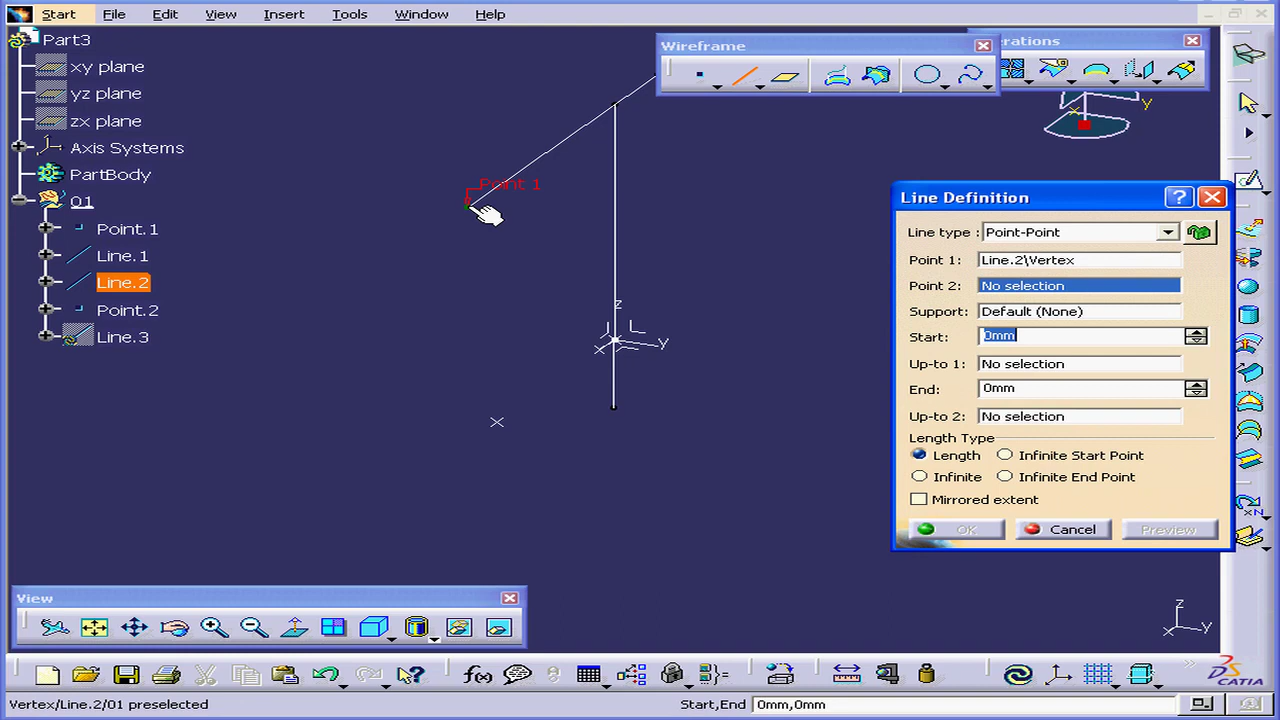 Start File Edit View Insert Tools Window Help
Part3
xy plane
yz plane
zx plane
Axis Systems
PartBody
01
Point.1
Line.1
Line.2
Point.2
Line.3
Wireframe
erations
Point 1
z
y
x
y
x
Line Definition
Line type : Point-Point
Point 1: Line.2\Vertex
Point 2: No selection
Support: Default (None)
Start: 0mm
Up-to 1: No selection
End: 0mm
Up-to 2: No selection
Length Type
Length Infinite Start Point
Infinite Infinite End Point
Mirrored extent
OK Cancel Preview
View
z
x y
f(x)
CATIA
Vertex/Line.2/01 preselected
Start,End 0mm,0mm